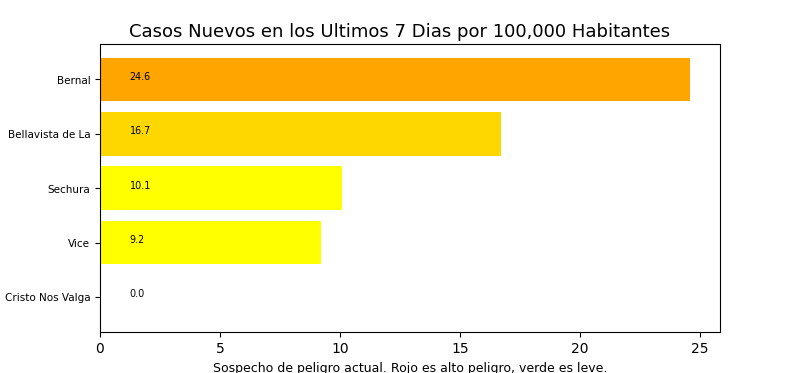 Casos Nuevos en los Ultimos 7 Dias por 100,000 Habitantes
Bernal
24.6
Bellavista de La
16.7
Sechura
10.1
Vice
9.2
Cristo Nos Valga
0.0
0 5 10 15 20 25
Sospecho de peligro actual. Rojo es alto peligro, verde es leve.